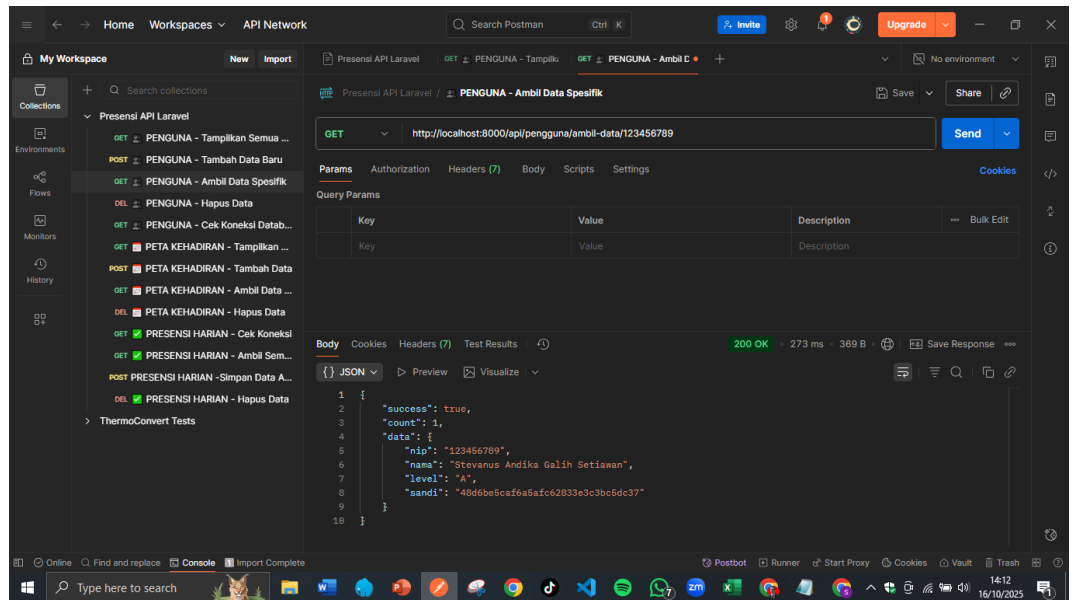 Home Workspaces API Network Search Postman Ctrl K Invite Upgrade
My Workspace New Import Presensi API Laravel GET PENGUNA - Tampilk GET PENGUNA - Ambil D No environment
Collections Search collections
Presensi API Laravel / PENGUNA - Ambil Data Spesifik Save Share
Presensi API Laravel
GET PENGUNA - Tampilkan Semua ...
POST PENGUNA - Tambah Data Baru
GET PENGUNA - Ambil Data Spesifik
DEL PENGUNA - Hapus Data
GET PENGUNA - Cek Koneksi Datab...
GET PETA KEHADIRAN - Tampilkan ...
POST PETA KEHADIRAN - Tambah Data
GET PETA KEHADIRAN - Ambil Data ...
DEL PETA KEHADIRAN - Hapus Data
GET PRESENSI HARIAN - Cek Koneksi
GET PRESENSI HARIAN - Ambil Sem...
POST PRESENSI HARIAN -Simpan Data A...
DEL PRESENSI HARIAN - Hapus Data
ThermoConvert Tests
Environments
Flows
Monitors
History
GET http://localhost:8000/api/pengguna/ambil-data/123456789 Send
Params Authorization Headers (7) Body Scripts Settings Cookies
Query Params
Key Value Description Bulk Edit
Key Value Description
Body Cookies Headers (7) Test Results 200 OK 273 ms 369 B Save Response
{} JSON Preview Visualize
1 {
2 "success": true,
3 "count": 1,
4 "data": {
5 "nip": "123456789",
6 "nama": "Stevanus Andika Galih Setiawan",
7 "level": "A",
8 "sandi": "48d6be5caf6a5afc62833e3c3bc5dc37"
9 }
10 }
Online Find and replace Console Import Complete Postbot Runner Start Proxy Cookies Vault Trash
Type here to search 14:12
16/10/2025